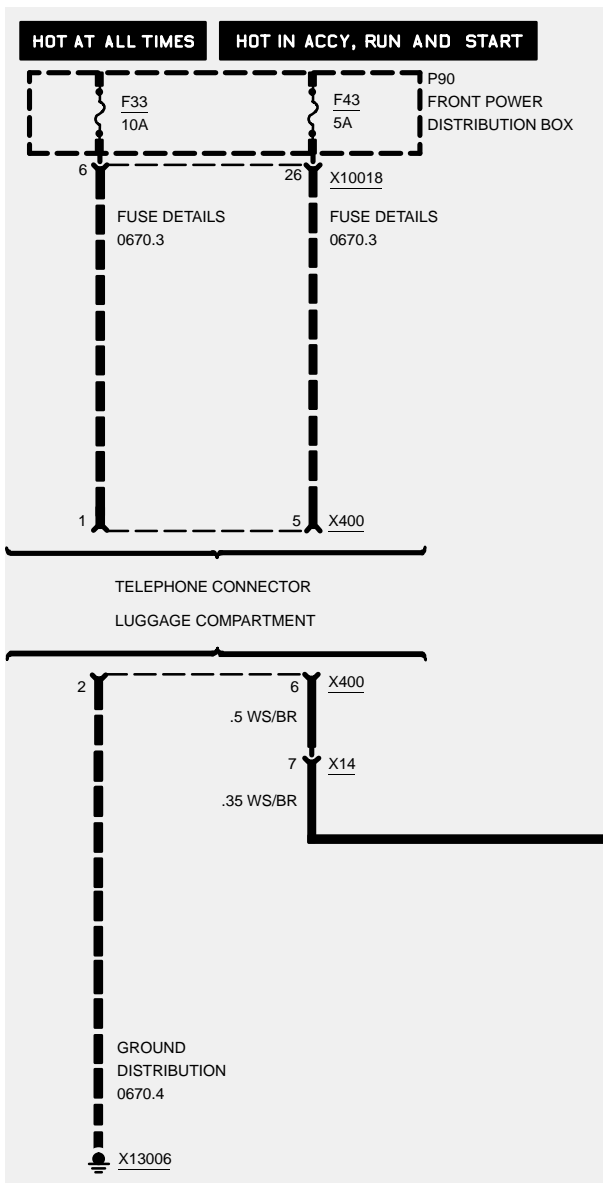 HOT AT ALL TIMES
HOT IN ACCY, RUN AND START
P90
FRONT POWER
DISTRIBUTION BOX
F33
10A
F43
5A
6
26
X10018
FUSE DETAILS
0670.3
FUSE DETAILS
0670.3
1
5
X400
TELEPHONE CONNECTOR
LUGGAGE COMPARTMENT
2
6
X400
.5 WS/BR
7
X14
.35 WS/BR
GROUND
DISTRIBUTION
0670.4
X13006